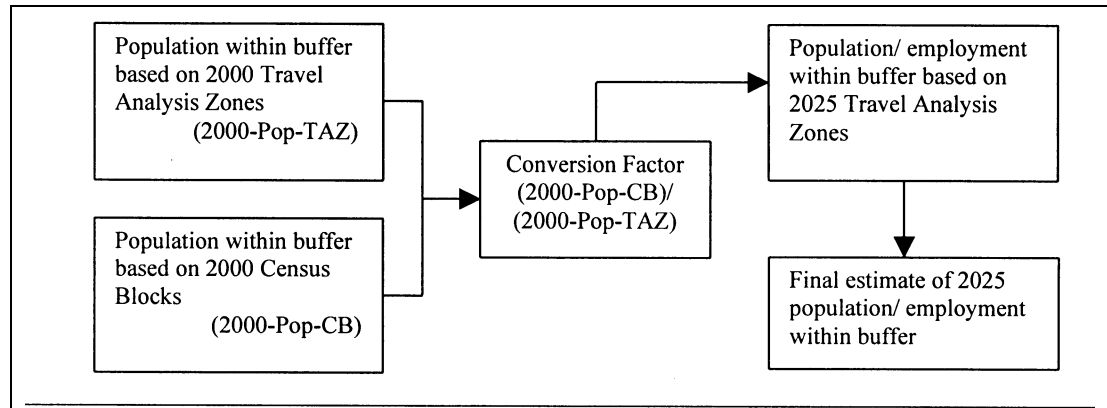 Population within buffer
based on 2000 Travel
Analysis Zones
(2000-Pop-TAZ)
Population within buffer
based on 2000 Census
Blocks
(2000-Pop-CB)
Conversion Factor
(2000-Pop-CB)/
(2000-Pop-TAZ)
Population/ employment
within buffer based on
2025 Travel Analysis
Zones
Final estimate of 2025
population/ employment
within buffer